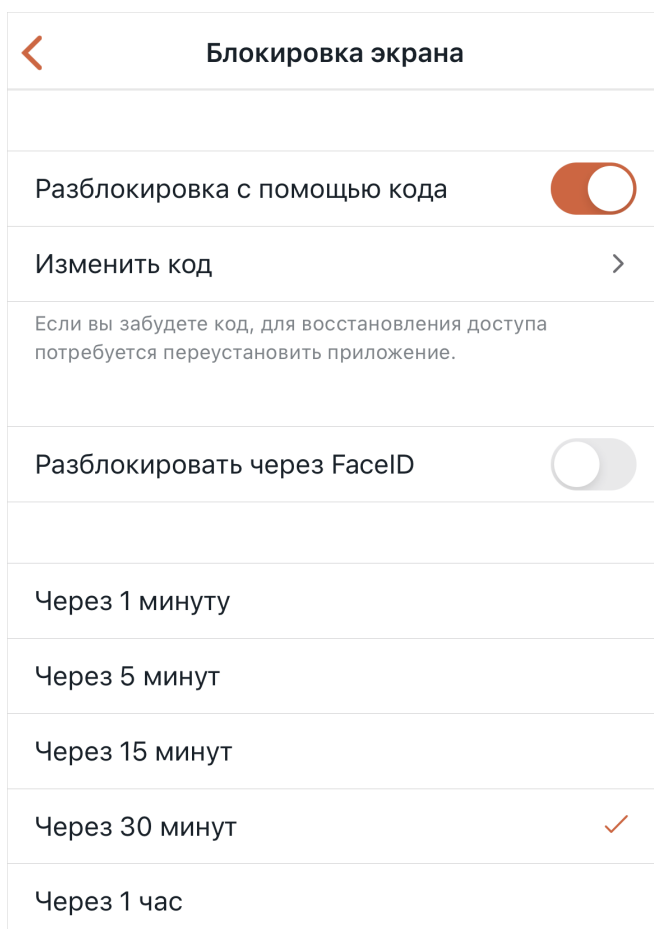 Блокировка экрана
Разблокировка с помощью кода
Изменить код
Если вы забудете код, для восстановления доступа
потребуется переустановить приложение.
Разблокировать через FaceID
Через 1 минуту
Через 5 минут
Через 15 минут
Через 30 минут
Через 1 час